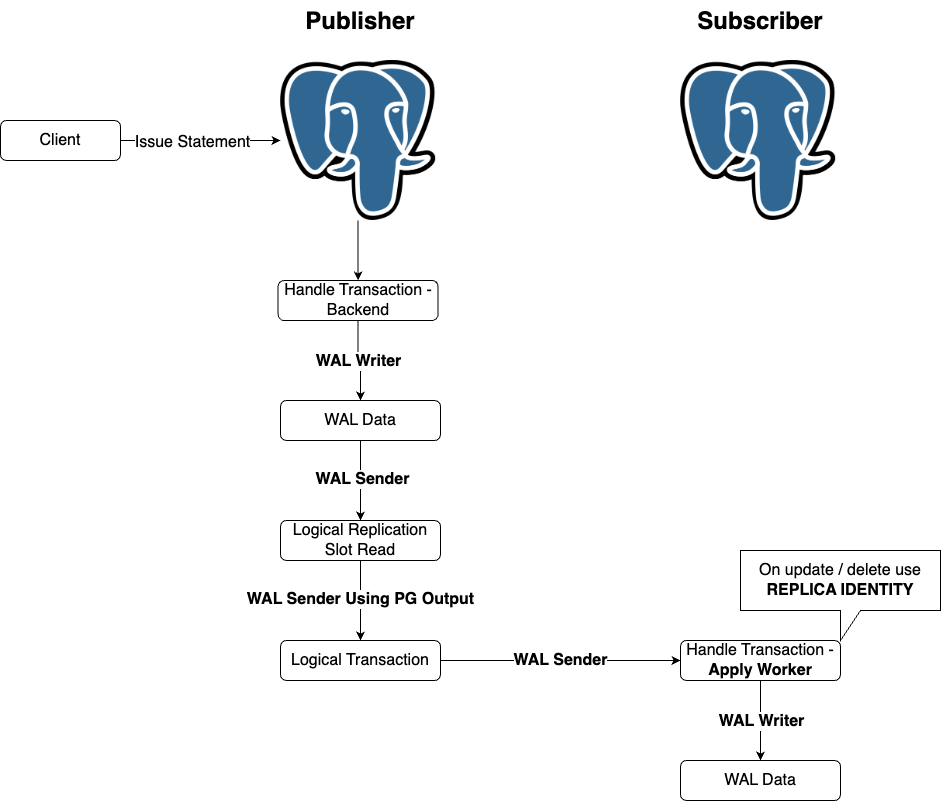 Publisher
Subscriber
Client
Issue Statement
Handle Transaction -
Backend
WAL Writer
WAL Data
WAL Sender
Logical Replication
Slot Read
WAL Sender Using PG Output
Logical Transaction
WAL Sender
On update / delete use
REPLICA IDENTITY
Handle Transaction -
Apply Worker
WAL Writer
WAL Data